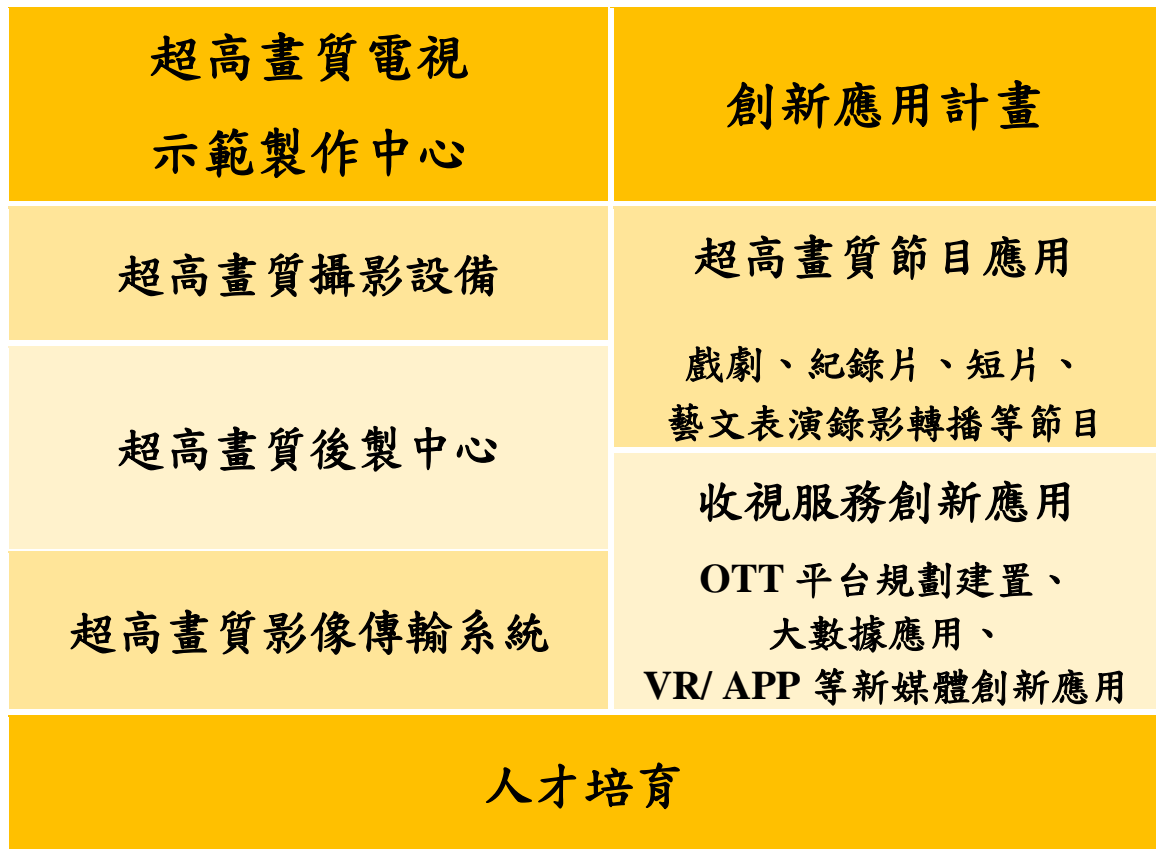 超高畫質電視
示範製作中心
創新應用計畫
超高畫質攝影設備
超高畫質後製中心
超高畫質影像傳輸系統
超高畫質節目應用
戲劇、紀錄片、短片、
藝文表演錄影轉播等節目
收視服務創新應用
OTT 平台規劃建置、
大數據應用、
VR/ APP 等新媒體創新應用
人才培育